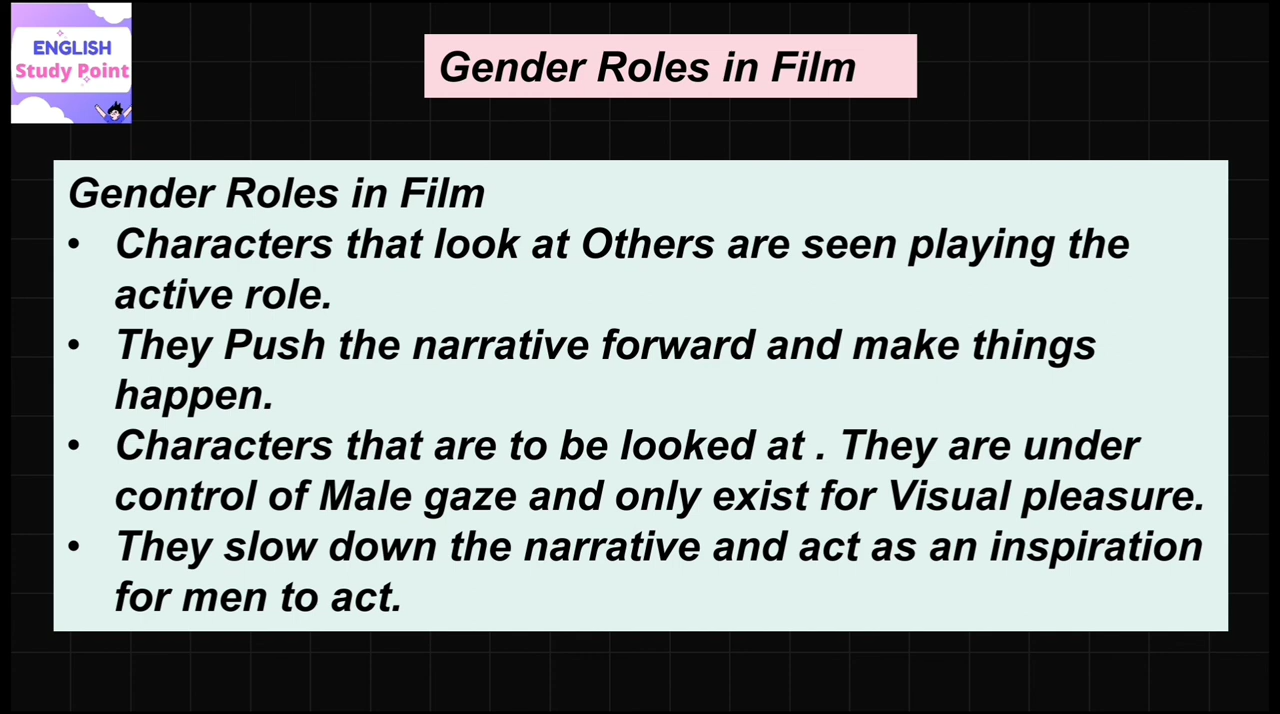 ENGLISH
Study Point
Gender Roles in Film
Gender Roles in Film
• Characters that look at Others are seen playing the
active role.
• They Push the narrative forward and make things
happen.
• Characters that are to be looked at . They are under
control of Male gaze and only exist for Visual pleasure.
• They slow down the narrative and act as an inspiration
for men to act.